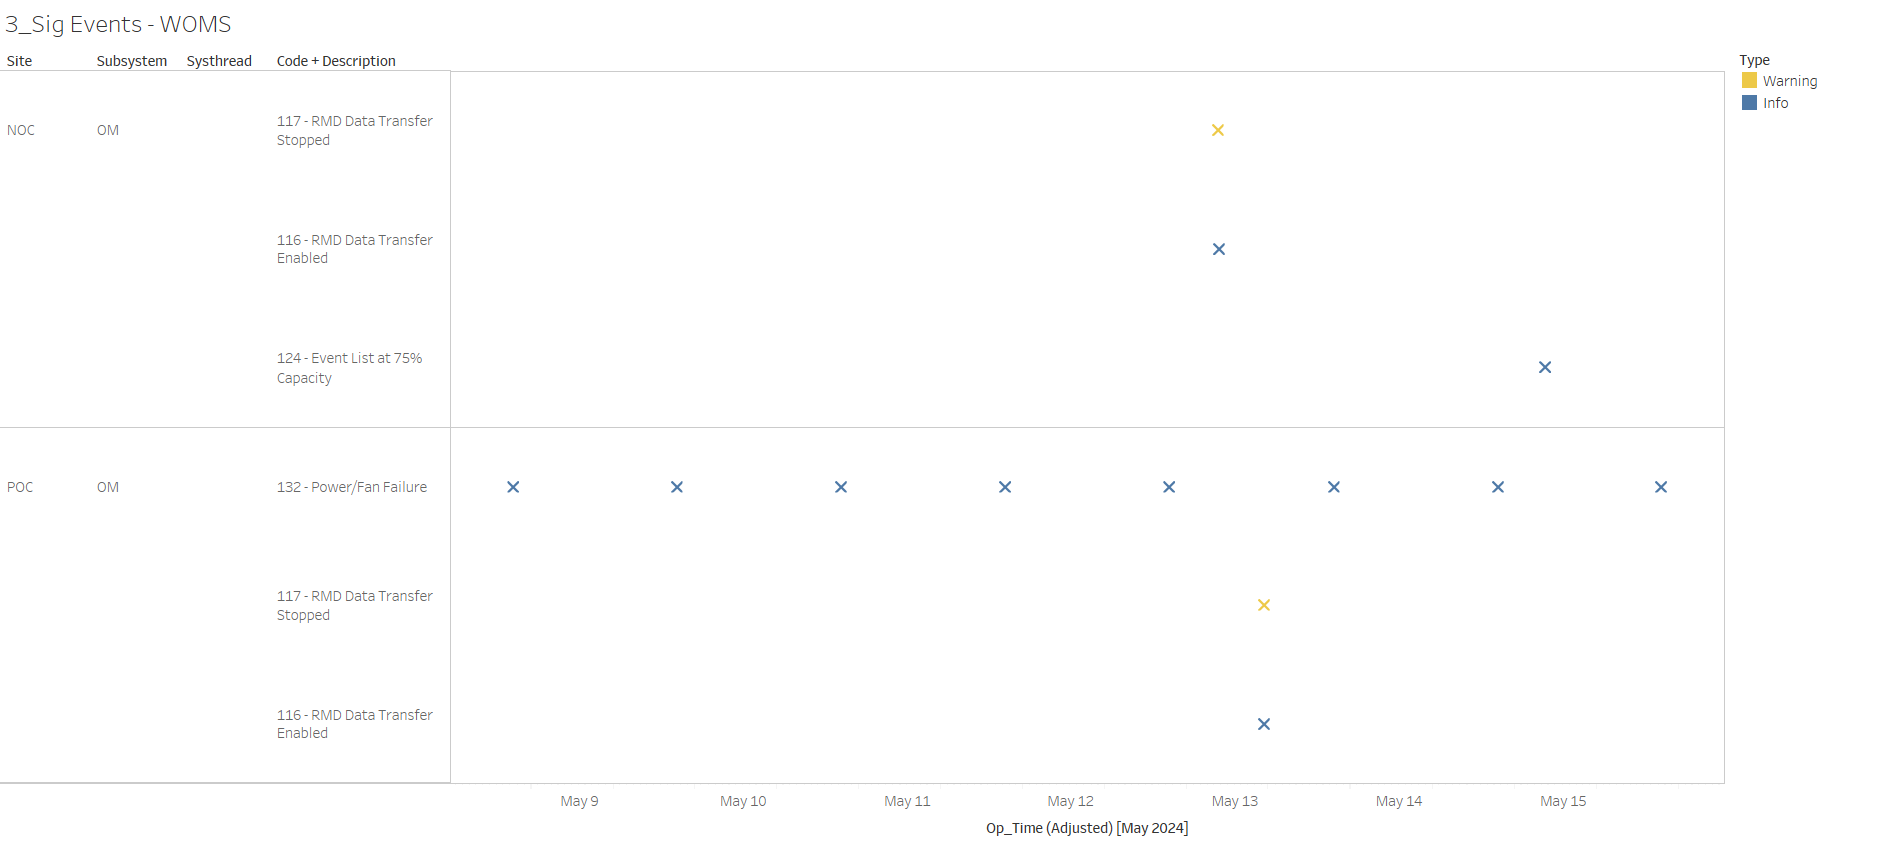 3_Sig Events - WOMS
Site Subsystem Systhread Code + Description
Type
Warning
Info
NOC OM 117 - RMD Data Transfer
Stopped
116 - RMD Data Transfer
Enabled
124 - Event List at 75%
Capacity
POC OM 132 - Power/Fan Failure
117 - RMD Data Transfer
Stopped
116 - RMD Data Transfer
Enabled
May 9 May 10 May 11 May 12 May 13 May 14 May 15
Op_Time (Adjusted) [May 2024]